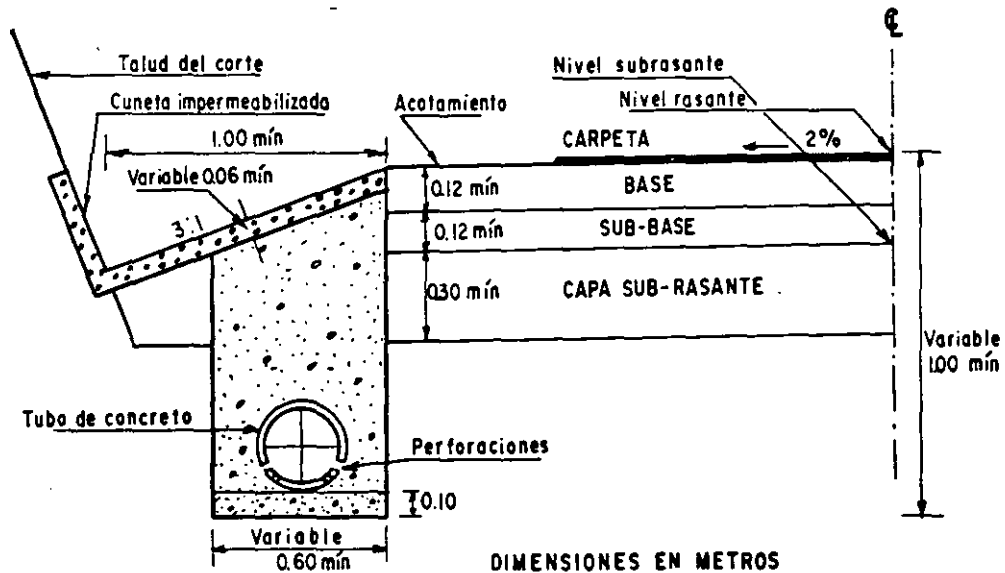 ℄
Talud del corte
Nivel subrasante
Cuneta impermeabilizada
Acotamiento
Nivel rasante
1.00 mín
CARPETA
2%
Variable 0.06 mín
0.12 mín
BASE
3:1
0.12 mín
SUB-BASE
0.30 mín
CAPA SUB-RASANTE
Variable
1.00 mín
Tubo de concreto
Perforaciones
0.10
Variable
0.60 mín
DIMENSIONES EN METROS